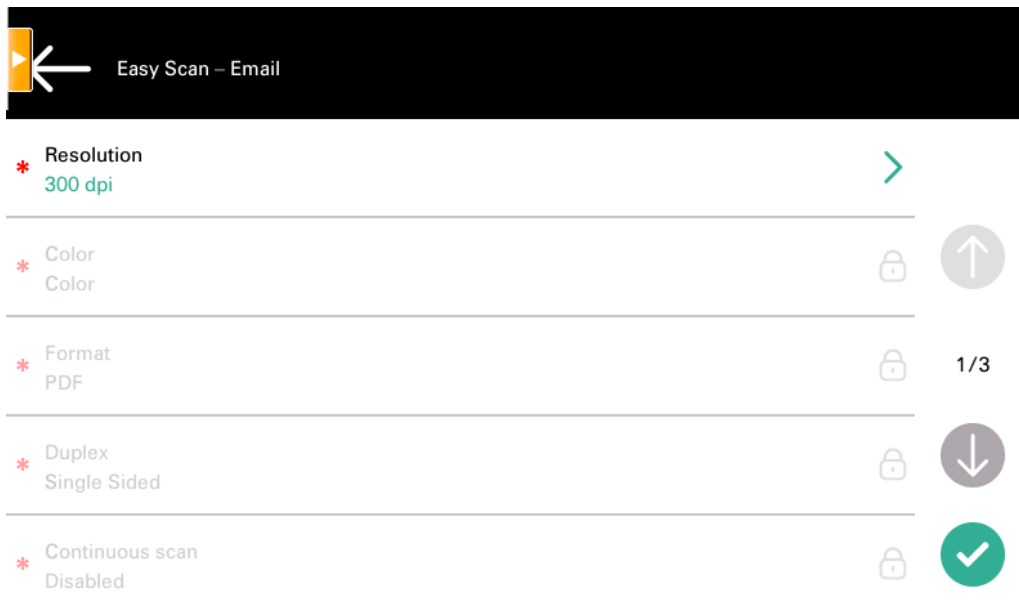 Easy Scan – Email
* Resolution
300 dpi
* Color
Color
* Format
PDF
1/3
* Duplex
Single Sided
* Continuous scan
Disabled